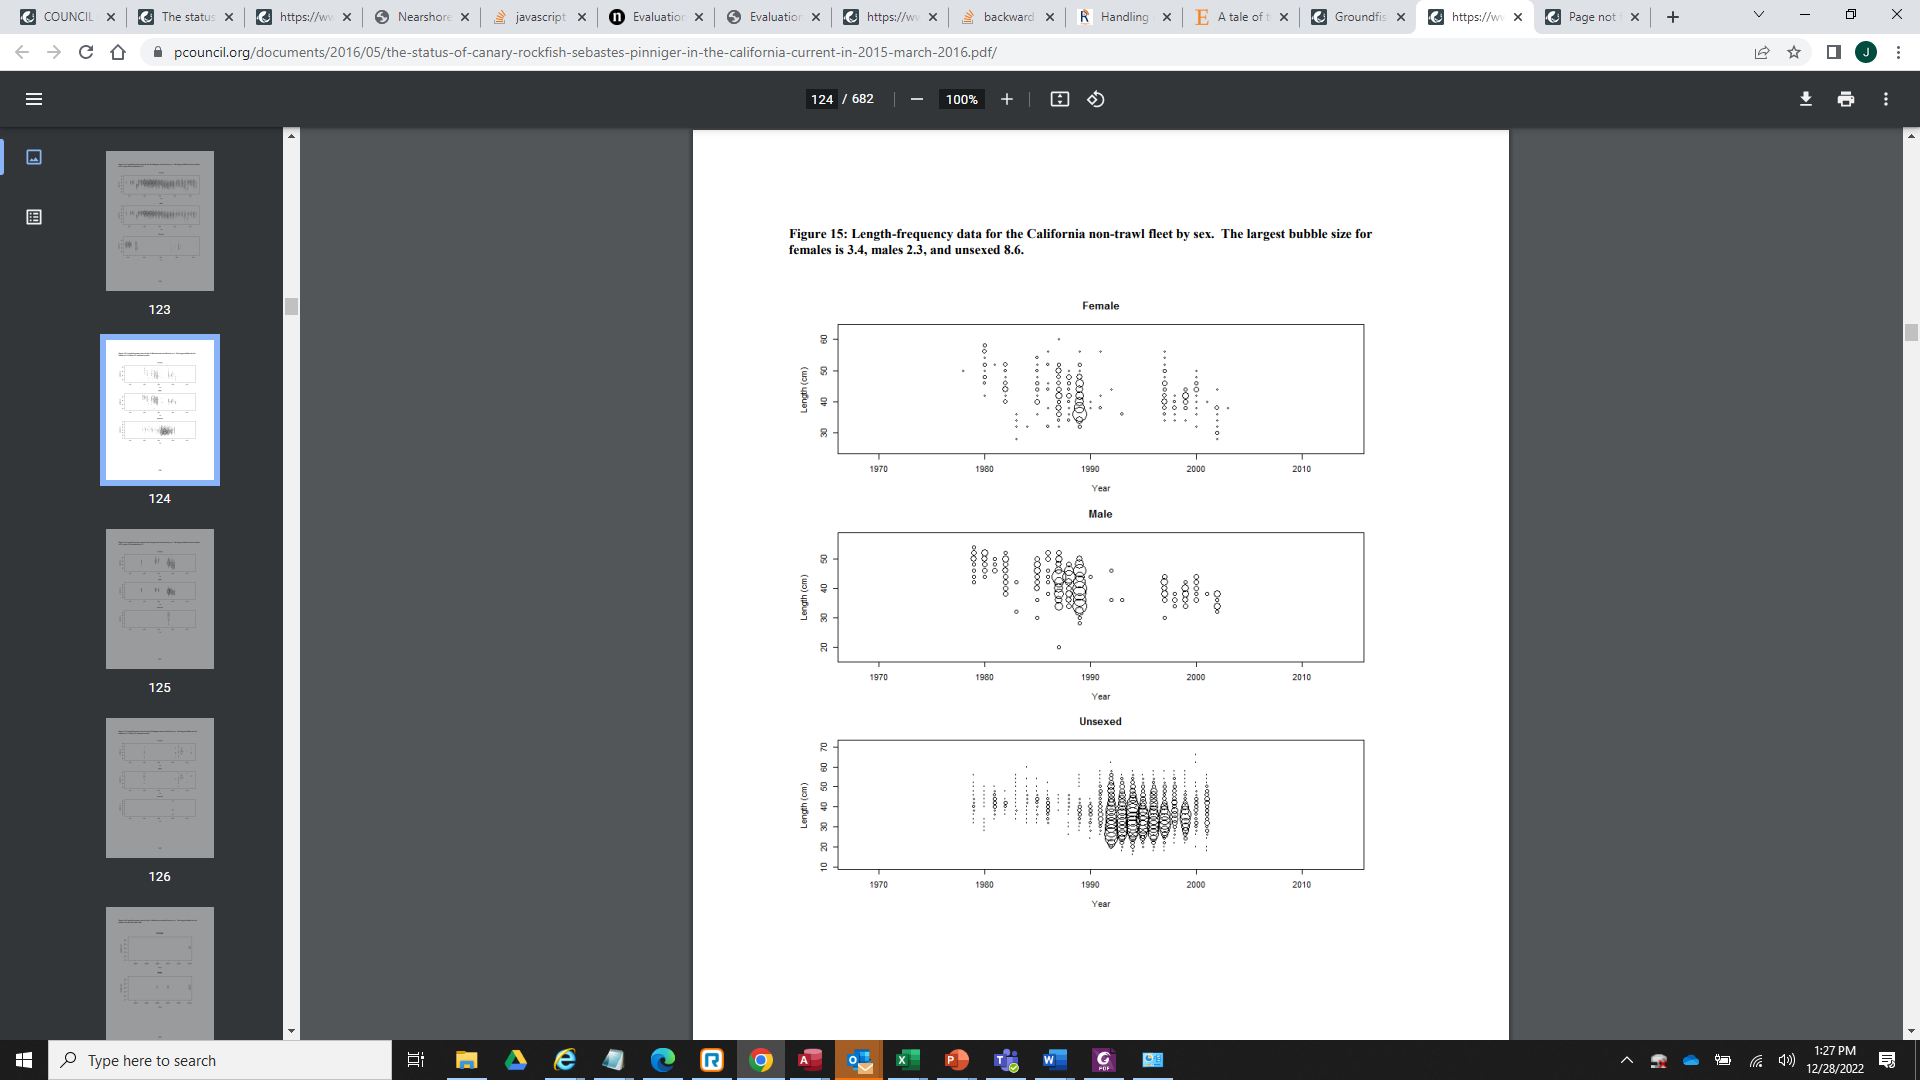 COUNCIL
The status
https://ww
Nearshore
javascript
Evaluation
Evaluation
https://ww
backward
Handling
A tale of t
Groundfis
https://ww
Page not
pcouncil.org/documents/2016/05/the-status-of-canary-rockfish-sebastes-pinniger-in-the-california-current-in-2015-march-2016.pdf/
J
124 / 682
100%
123
124
125
126
Figure 15: Length-frequency data for the California non-trawl fleet by sex. The largest bubble size for
females is 3.4, males 2.3, and unsexed 8.6.
Female
Length (cm)
60
50
40
30
1970 1980 1990 2000 2010
Year
Male
Length (cm)
50
40
30
20
1970 1980 1990 2000 2010
Year
Unsexed
Length (cm)
70
60
50
40
30
20
10
1970 1980 1990 2000 2010
Year
Type here to search
1:27 PM
12/28/2022